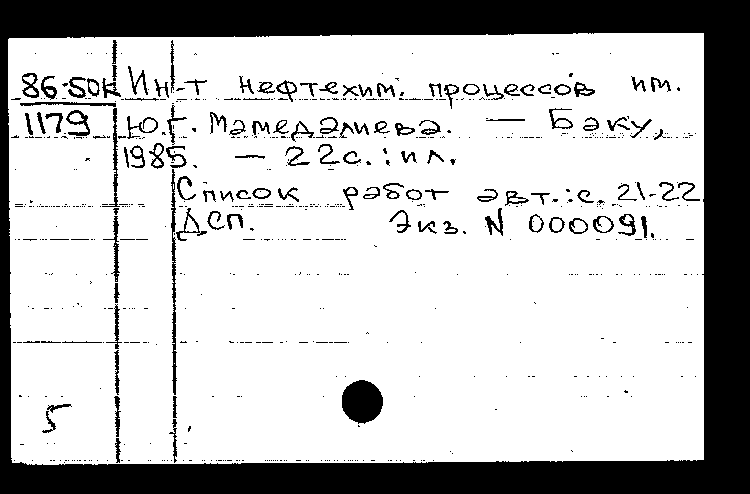 86-50к Ин-т нефтехим. процессов им.
1179 Ю.Г. Мамедалиева. — Баку,
1985. — 22с.: ил.
Список работ авт.: с. 21-22.
ДСП. Экз. N 000091.
5